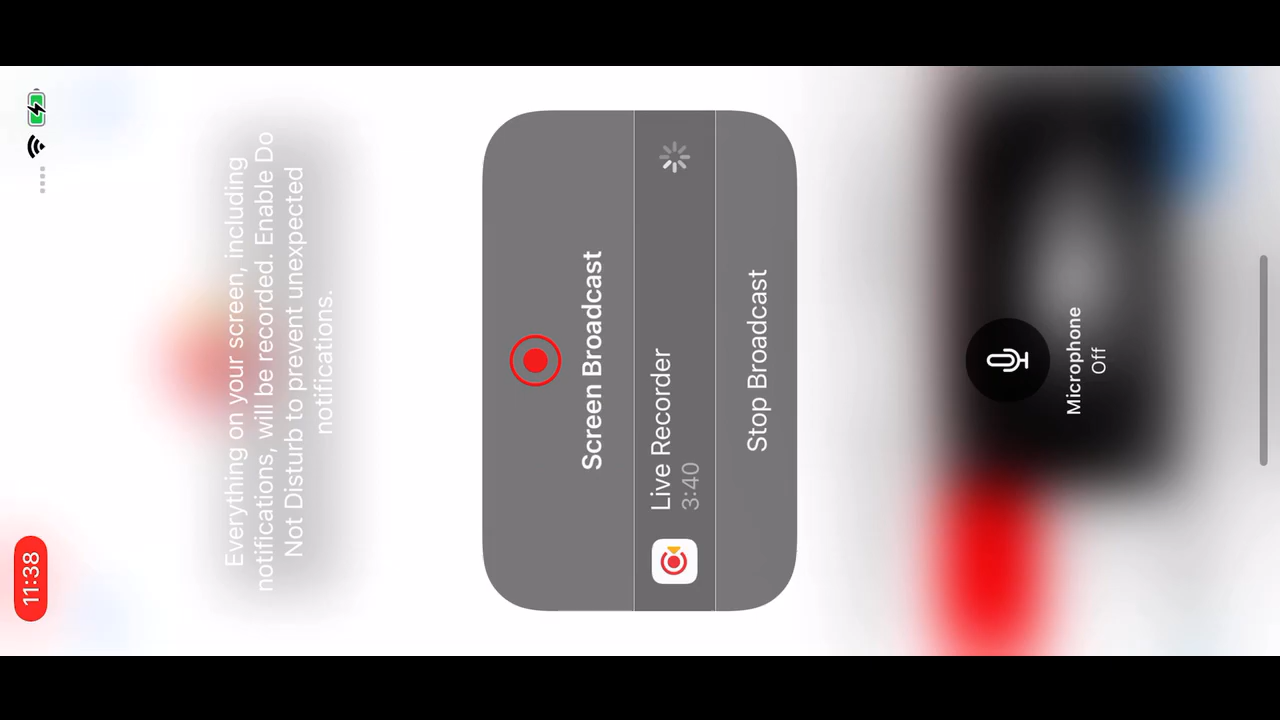 11:38
Everything on your screen, including
notifications, will be recorded. Enable Do
Not Disturb to prevent unexpected
notifications.
Screen Broadcast
Live Recorder
3:40
Stop Broadcast
Microphone
Off